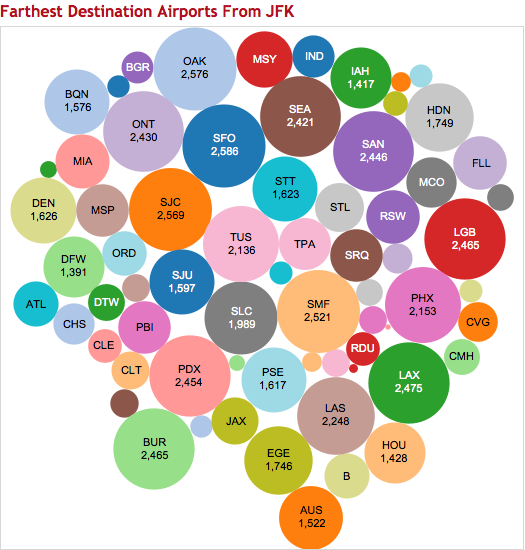 Farthest Destination Airports From JFK
OAK
2,576
MSY
IND
BGR
IAH
1,417
BQN
1,576
HDN
1,749
SEA
2,421
ONT
2,430
SFO
2,586
SAN
2,446
MIA
FLL
STT
1,623
MCO
DEN
1,626
MSP
SJC
2,569
STL
RSW
LGB
2,465
TUS
2,136
TPA
ORD
SRQ
DFW
1,391
SJU
1,597
ATL
DTW
SLC
1,989
SMF
2,521
PHX
2,153
CHS
PBI
CVG
CLE
RDU
CMH
CLT
PDX
2,454
PSE
1,617
LAX
2,475
LAS
2,248
JAX
BUR
2,465
EGE
1,746
HOU
1,428
B
AUS
1,522